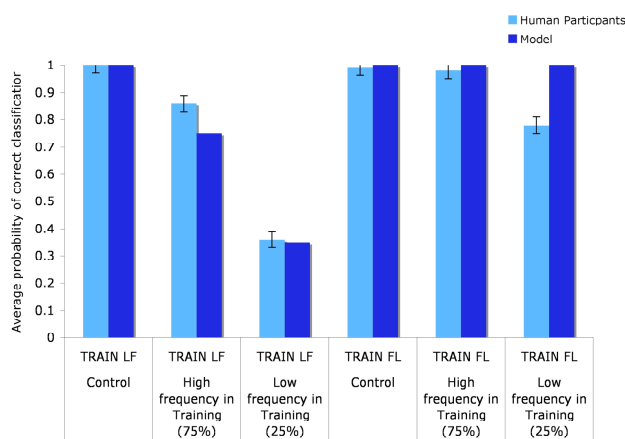 Human Particpants
Model
Average probability of correct classification
1
0.9
0.8
0.7
0.6
0.5
0.4
0.3
0.2
0.1
0
TRAIN LF
TRAIN LF
TRAIN LF
TRAIN FL
TRAIN FL
TRAIN FL
Control
High
frequency in
Training
(75%)
Low
frequency in
Training
(25%)
Control
High
frequency in
Training
(75%)
Low
frequency in
Training
(25%)